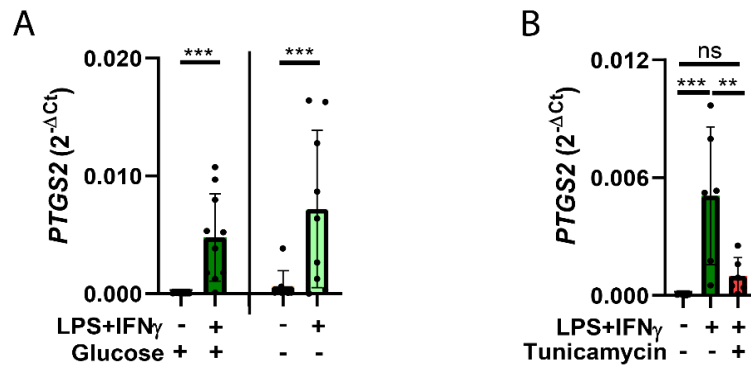 A
PTGS2 (2-ΔCt)
0.020
0.010
0.000
*** ***
LPS+IFNγ - + - +
Glucose + + - -
B
PTGS2 (2-ΔCt)
0.012
0.006
0.000
ns
*** **
LPS+IFNγ - + +
Tunicamycin - - +